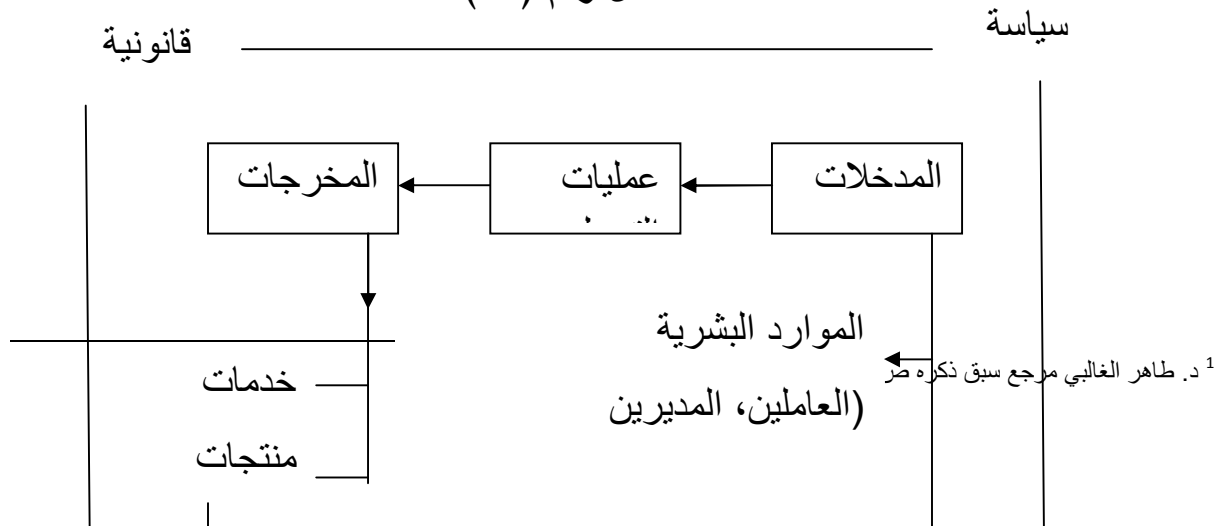 سياسة
قانونية
المدخلات
عمليات
المخرجات
الموارد البشرية
(العاملين، المديرين
خدمات
منتجات
1 د. طاهر الغالبي مرجع سبق ذكره